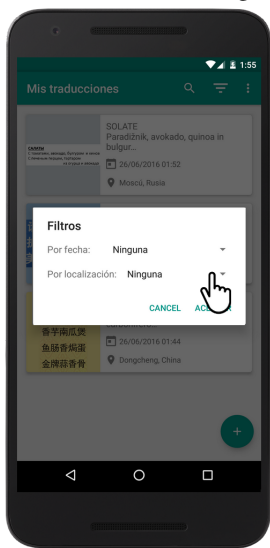 1:55
Mis traducciones
SOLATE
Paradižnik, avokado, quinoa in
bulgur...
САЛАТЫ
26/06/2016 01:52
Moscú, Rusia
Filtros
Por fecha: Ninguna
Por localización: Ninguna
CANCEL
香芋南瓜煲
鱼肠香焗蛋
金牌蒜香骨
26/06/2016 01:44
Dongcheng, China
+